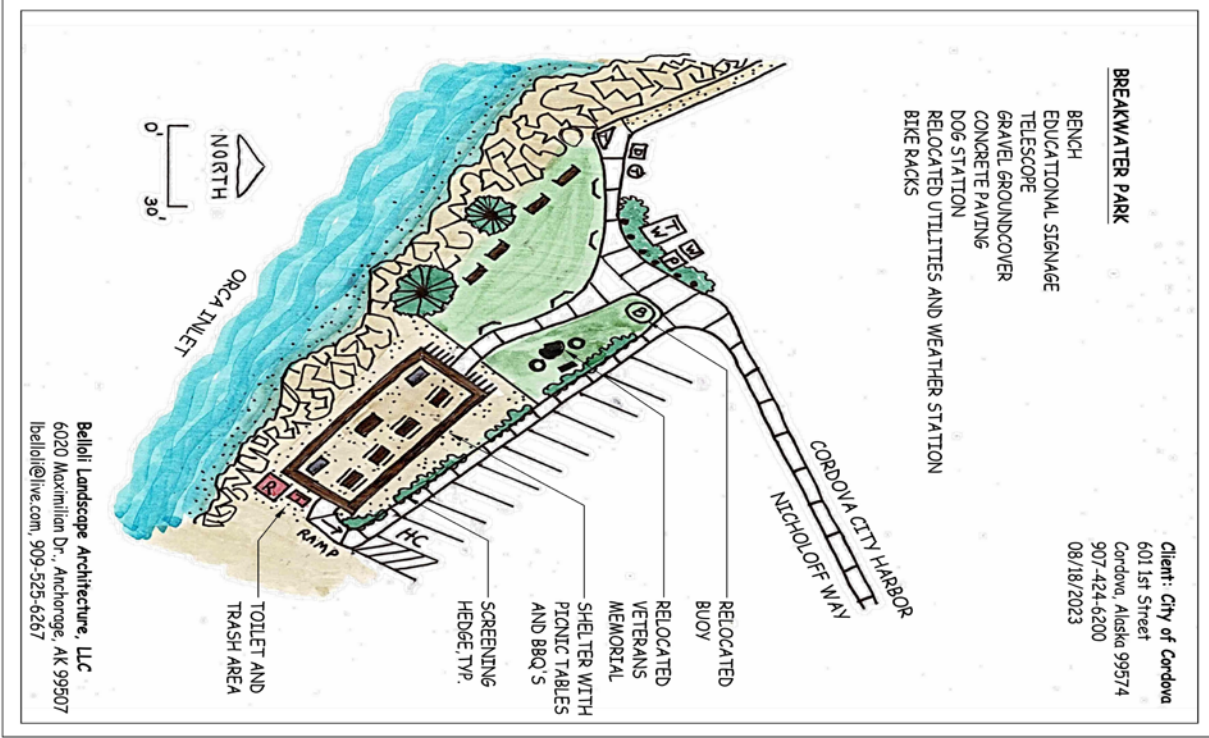 BREAKWATER PARK
BENCH
EDUCATIONAL SIGNAGE
TELESCOPE
GRAVEL GROUNDCOVER
CONCRETE PAVING
DOG STATION
RELOCATED UTILITIES AND WEATHER STATION
BIKE RACKS
Client: City of Cordova
601 1st Street
Cordova, Alaska 99574
907-424-6200
08/18/2023
CORDOVA CITY HARBOR
NICHOLOFF WAY
D
T
T
W
W
P
B
RELOCATED
BUOY
RELOCATED
VETERANS
MEMORIAL
SHELTER WITH
PICNIC TABLES
AND BBQ'S
SCREENING
HEDGE,TYP.
TOILET AND
TRASH AREA
HC
RAMP
R
T
ORCA INLET
NORTH
0' 30'
Belloli Landscape Architecture, LLC
6020 Maximilian Dr., Anchorage, AK 99507
lbelloli@live.com, 909-525-6267